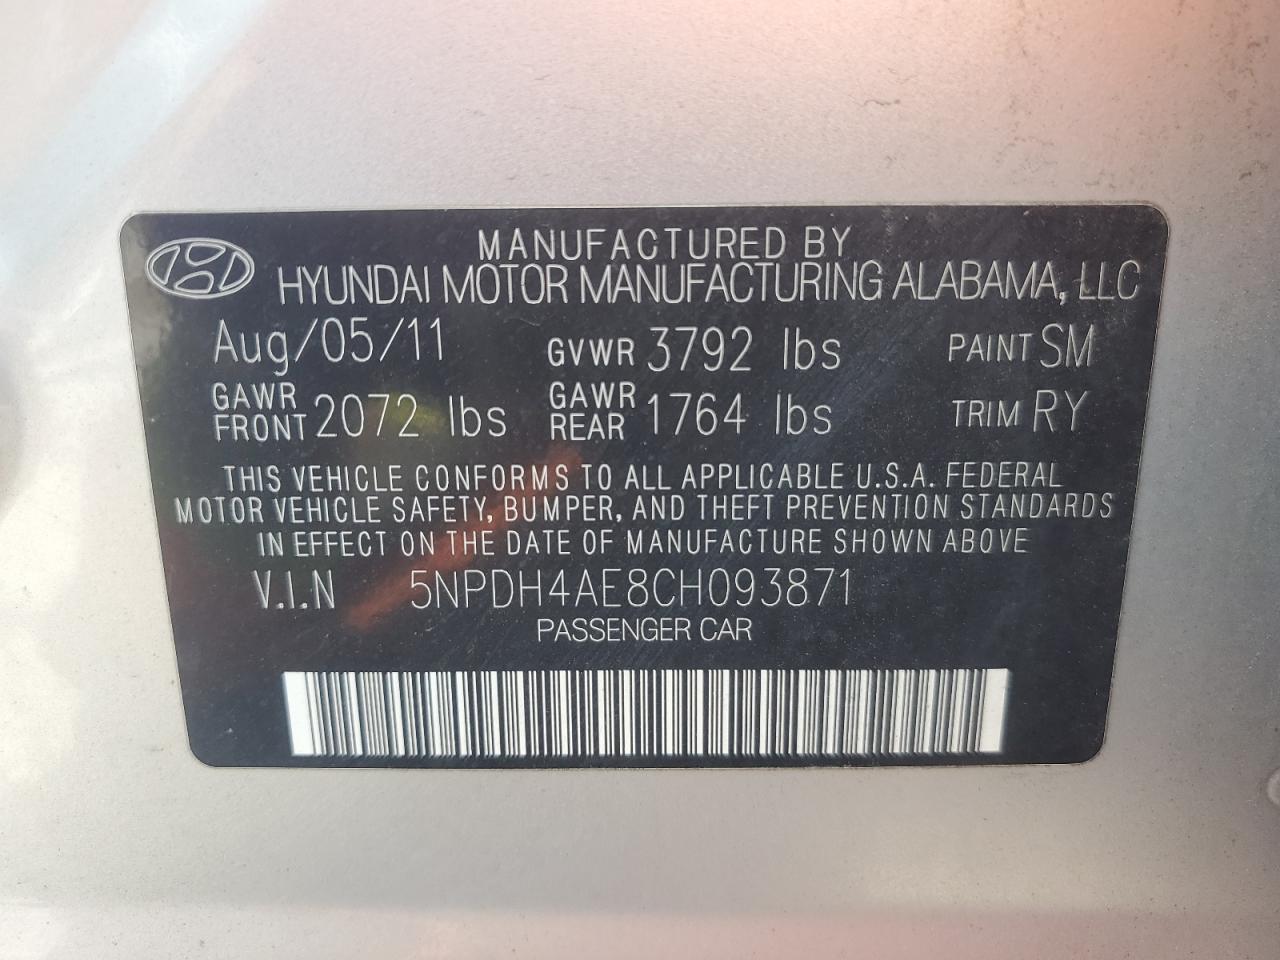 MANUFACTURED BY
HYUNDAI MOTOR MANUFACTURING ALABAMA, LLC
Aug/05/11 GVWR 3792 lbs PAINT SM
GAWR FRONT 2072 lbs GAWR REAR 1764 lbs TRIM RY
THIS VEHICLE CONFORMS TO ALL APPLICABLE U.S.A. FEDERAL
MOTOR VEHICLE SAFETY, BUMPER, AND THEFT PREVENTION STANDARDS
IN EFFECT ON THE DATE OF MANUFACTURE SHOWN ABOVE
V.I.N 5NPDH4AE8CH093871
PASSENGER CAR